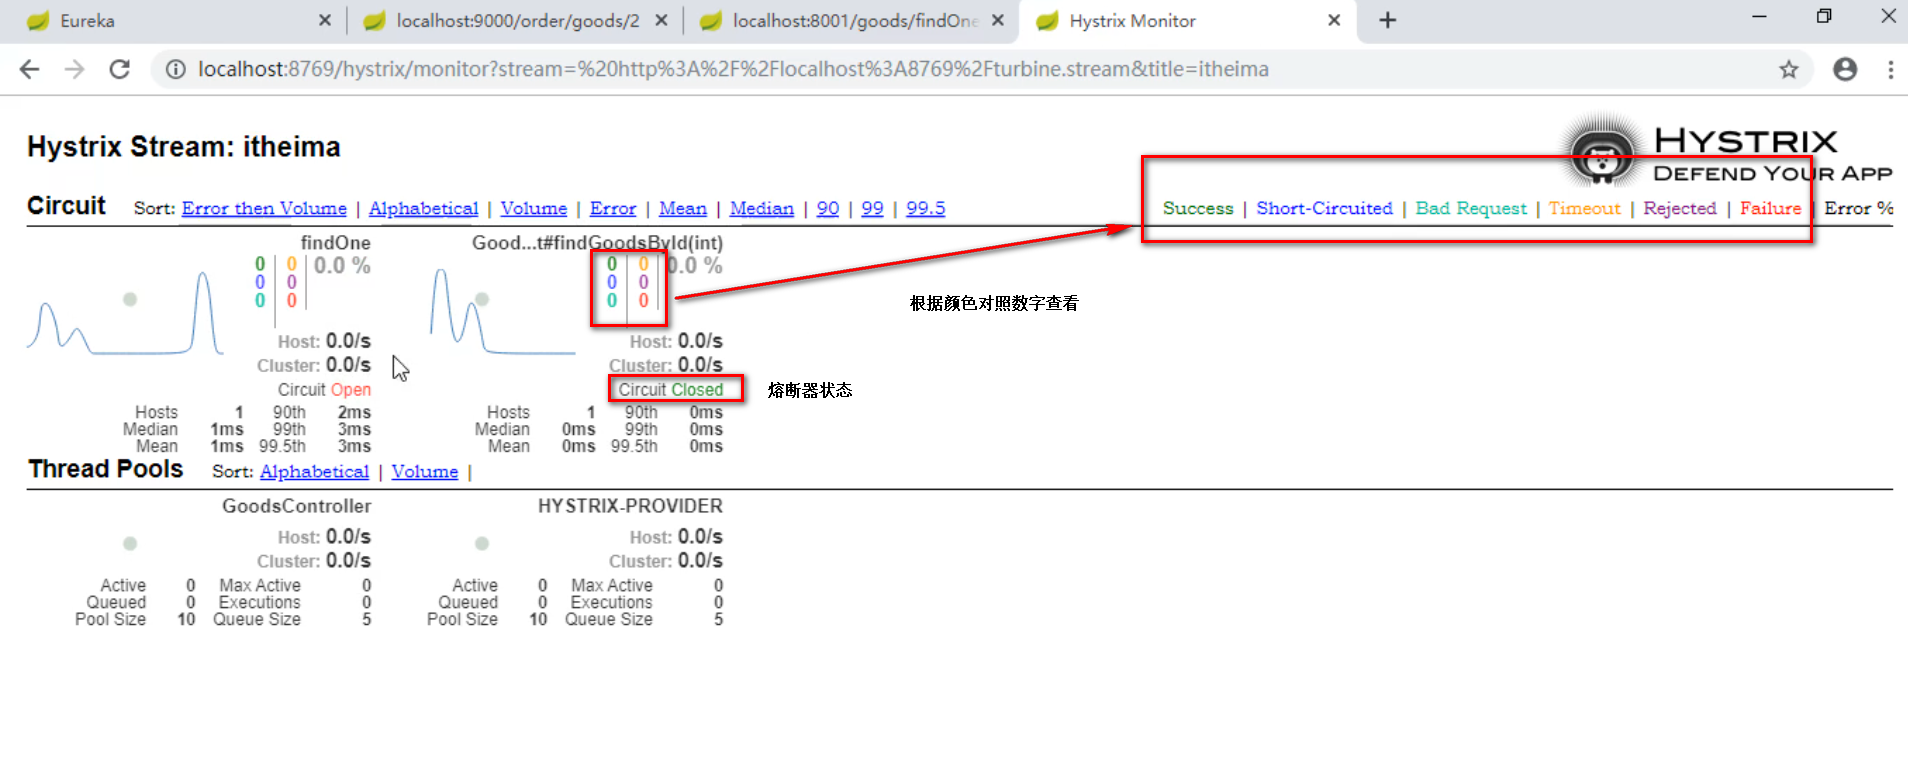 Eureka
localhost:9000/order/goods/2
localhost:8001/goods/findOne
Hystrix Monitor
localhost:8769/hystrix/monitor?stream=%20http%3A%2F%2Flocalhost%3A8769%2Fturbine.stream&title=itheima
Hystrix Stream: itheima
HYSTRIX
DEFEND YOUR APP
Circuit Sort: Error then Volume | Alphabetical | Volume | Error | Mean | Median | 90 | 99 | 99.5
Success | Short-Circuited | Bad Request | Timeout | Rejected | Failure | Error %
findOne
0 0 0.0 %
0 0
0 0
Host: 0.0/s
Cluster: 0.0/s
Circuit Open
Hosts 1 90th 2ms
Median 1ms 99th 3ms
Mean 1ms 99.5th 3ms
Good...t#findGoodsById(int)
0 0 0.0 %
0 0
0 0
Host: 0.0/s
Cluster: 0.0/s
Circuit Closed
Hosts 1 90th 0ms
Median 0ms 99th 0ms
Mean 0ms 99.5th 0ms
根据颜色对照数字查看
熔断器状态
Thread Pools Sort: Alphabetical | Volume |
GoodsController
Host: 0.0/s
Cluster: 0.0/s
Active 0 Max Active 0
Queued 0 Executions 0
Pool Size 10 Queue Size 5
HYSTRIX-PROVIDER
Host: 0.0/s
Cluster: 0.0/s
Active 0 Max Active 0
Queued 0 Executions 0
Pool Size 10 Queue Size 5